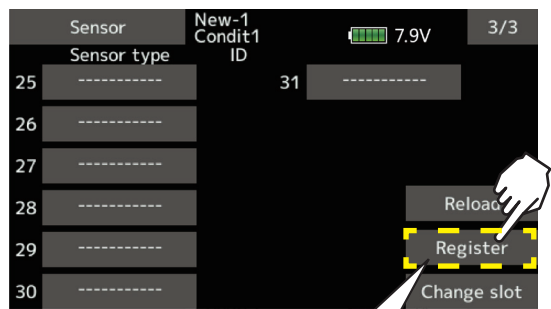 Sensor
New-1
Condit1
7.9V
3/3
Sensor type
ID
25 -----------
31 -----------
26 -----------
27 -----------
28 -----------
Reload
29 -----------
Register
30 -----------
Change slot